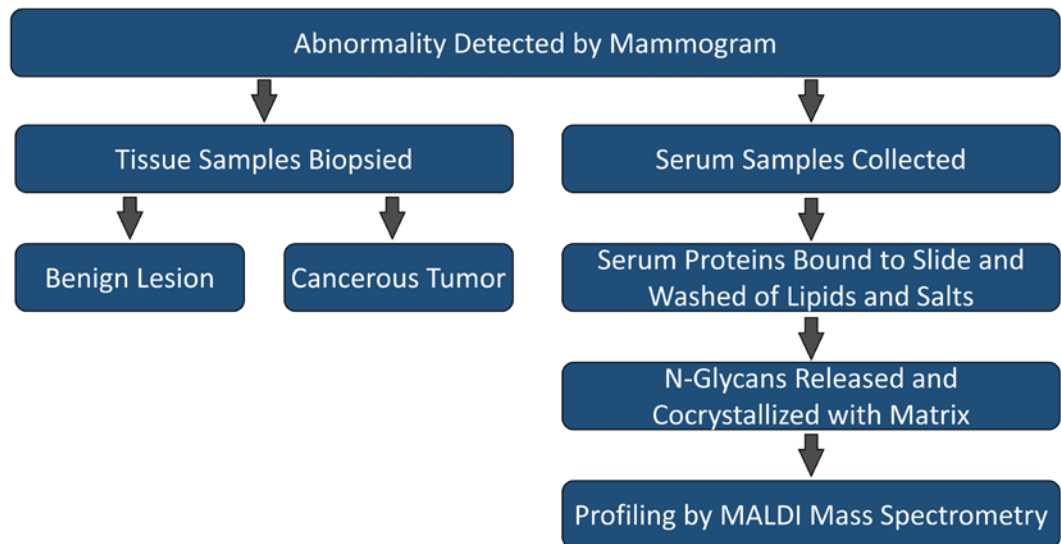 Abnormality Detected by Mammogram
Tissue Samples Biopsied
Serum Samples Collected
Benign Lesion
Cancerous Tumor
Serum Proteins Bound to Slide and
Washed of Lipids and Salts
N-Glycans Released and
Cocrystallized with Matrix
Profiling by MALDI Mass Spectrometry